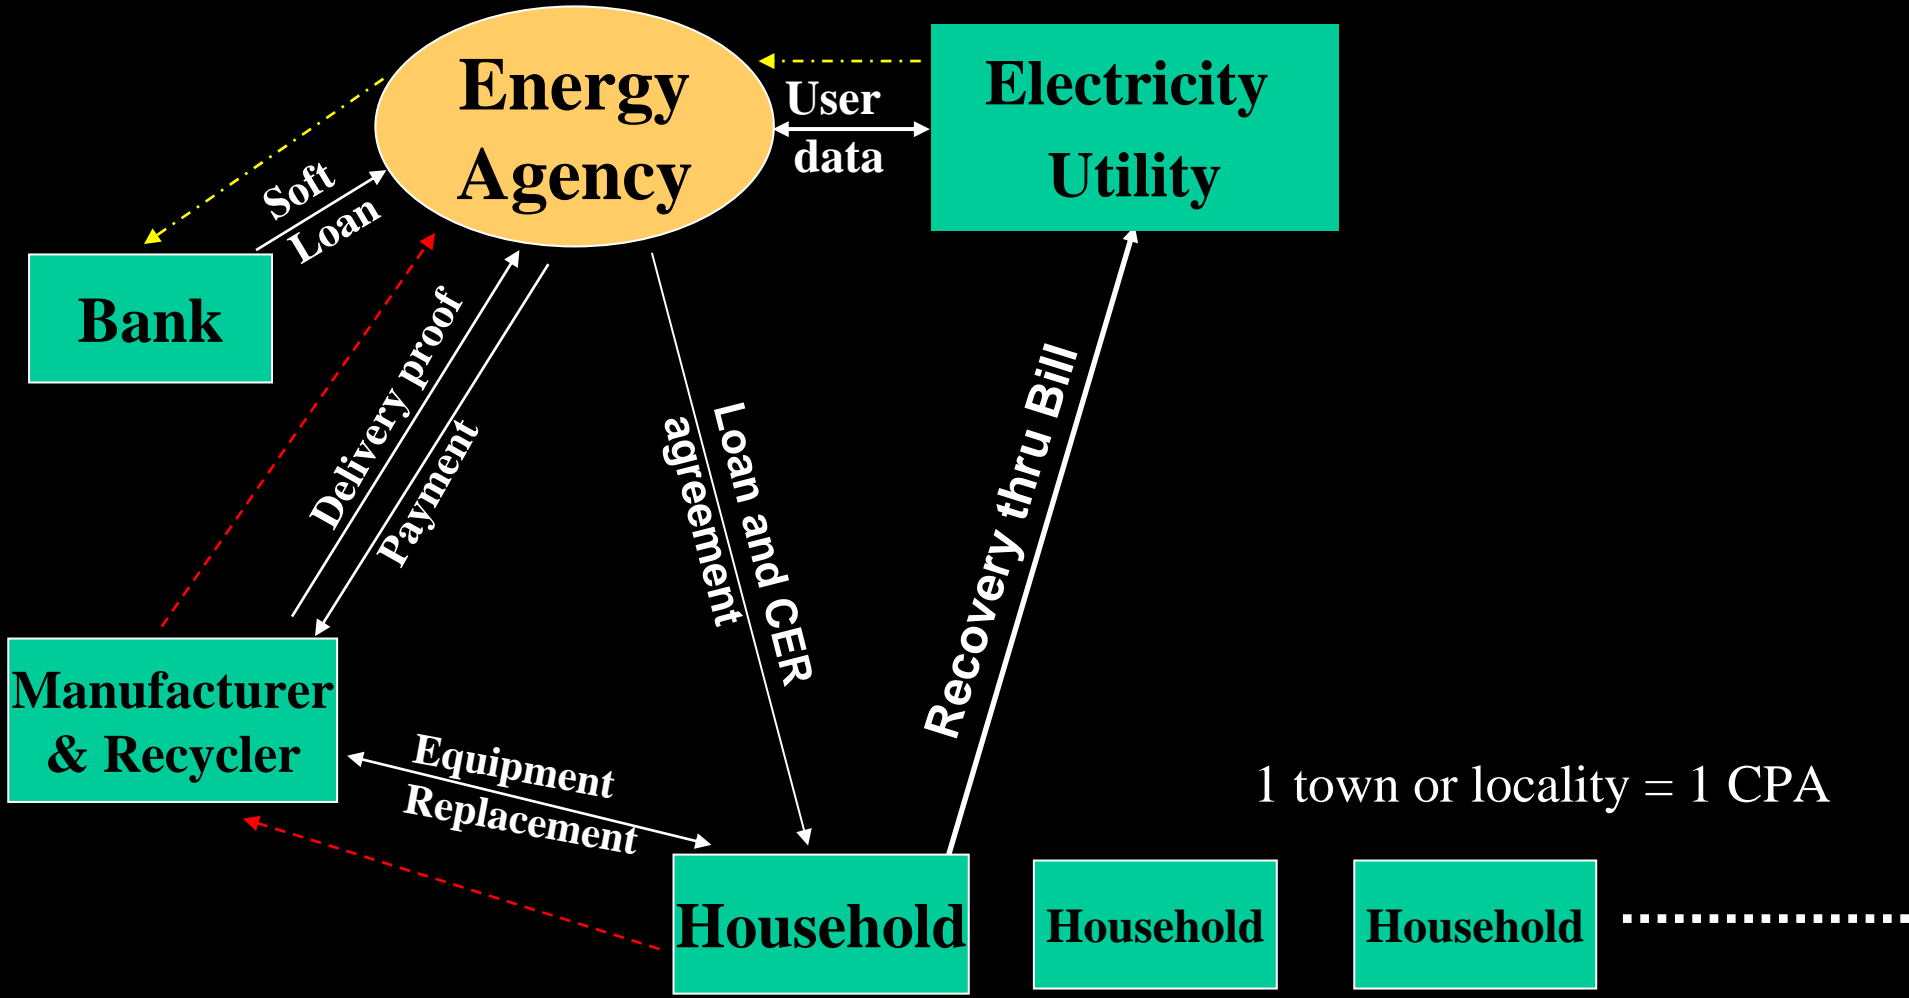 Energy
Agency
Electricity
Utility
User
data
Soft
Loan
Bank
Delivery proof
Payment
Loan and CER
agreement
Recovery thru Bill
Manufacturer
& Recycler
Equipment
Replacement
1 town or locality = 1 CPA
Household
Household
Household